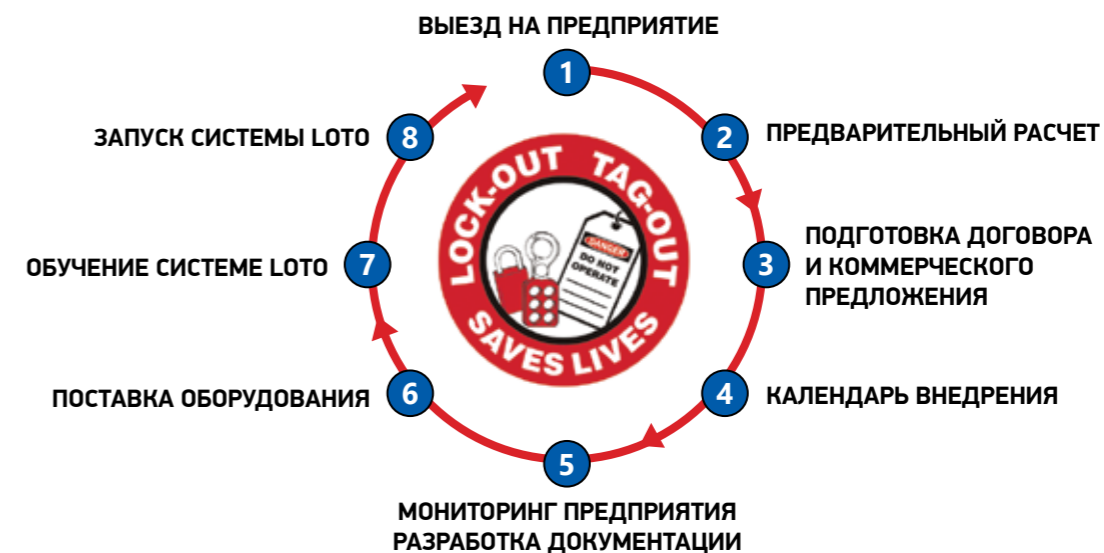 ВЫЕЗД НА ПРЕДПРИЯТИЕ
1
2
ПРЕДВАРИТЕЛЬНЫЙ РАСЧЕТ
3
ПОДГОТОВКА ДОГОВОРА
И КОММЕРЧЕСКОГО
ПРЕДЛОЖЕНИЯ
4
КАЛЕНДАРЬ ВНЕДРЕНИЯ
5
МОНИТОРИНГ ПРЕДПРИЯТИЯ
РАЗРАБОТКА ДОКУМЕНТАЦИИ
6
ПОСТАВКА ОБОРУДОВАНИЯ
7
ОБУЧЕНИЕ СИСТЕМЕ LOTO
8
ЗАПУСК СИСТЕМЫ LOTO
LOCK-OUT TAG-OUT
SAVES LIVES
DANGER
DO NOT
OPERATE